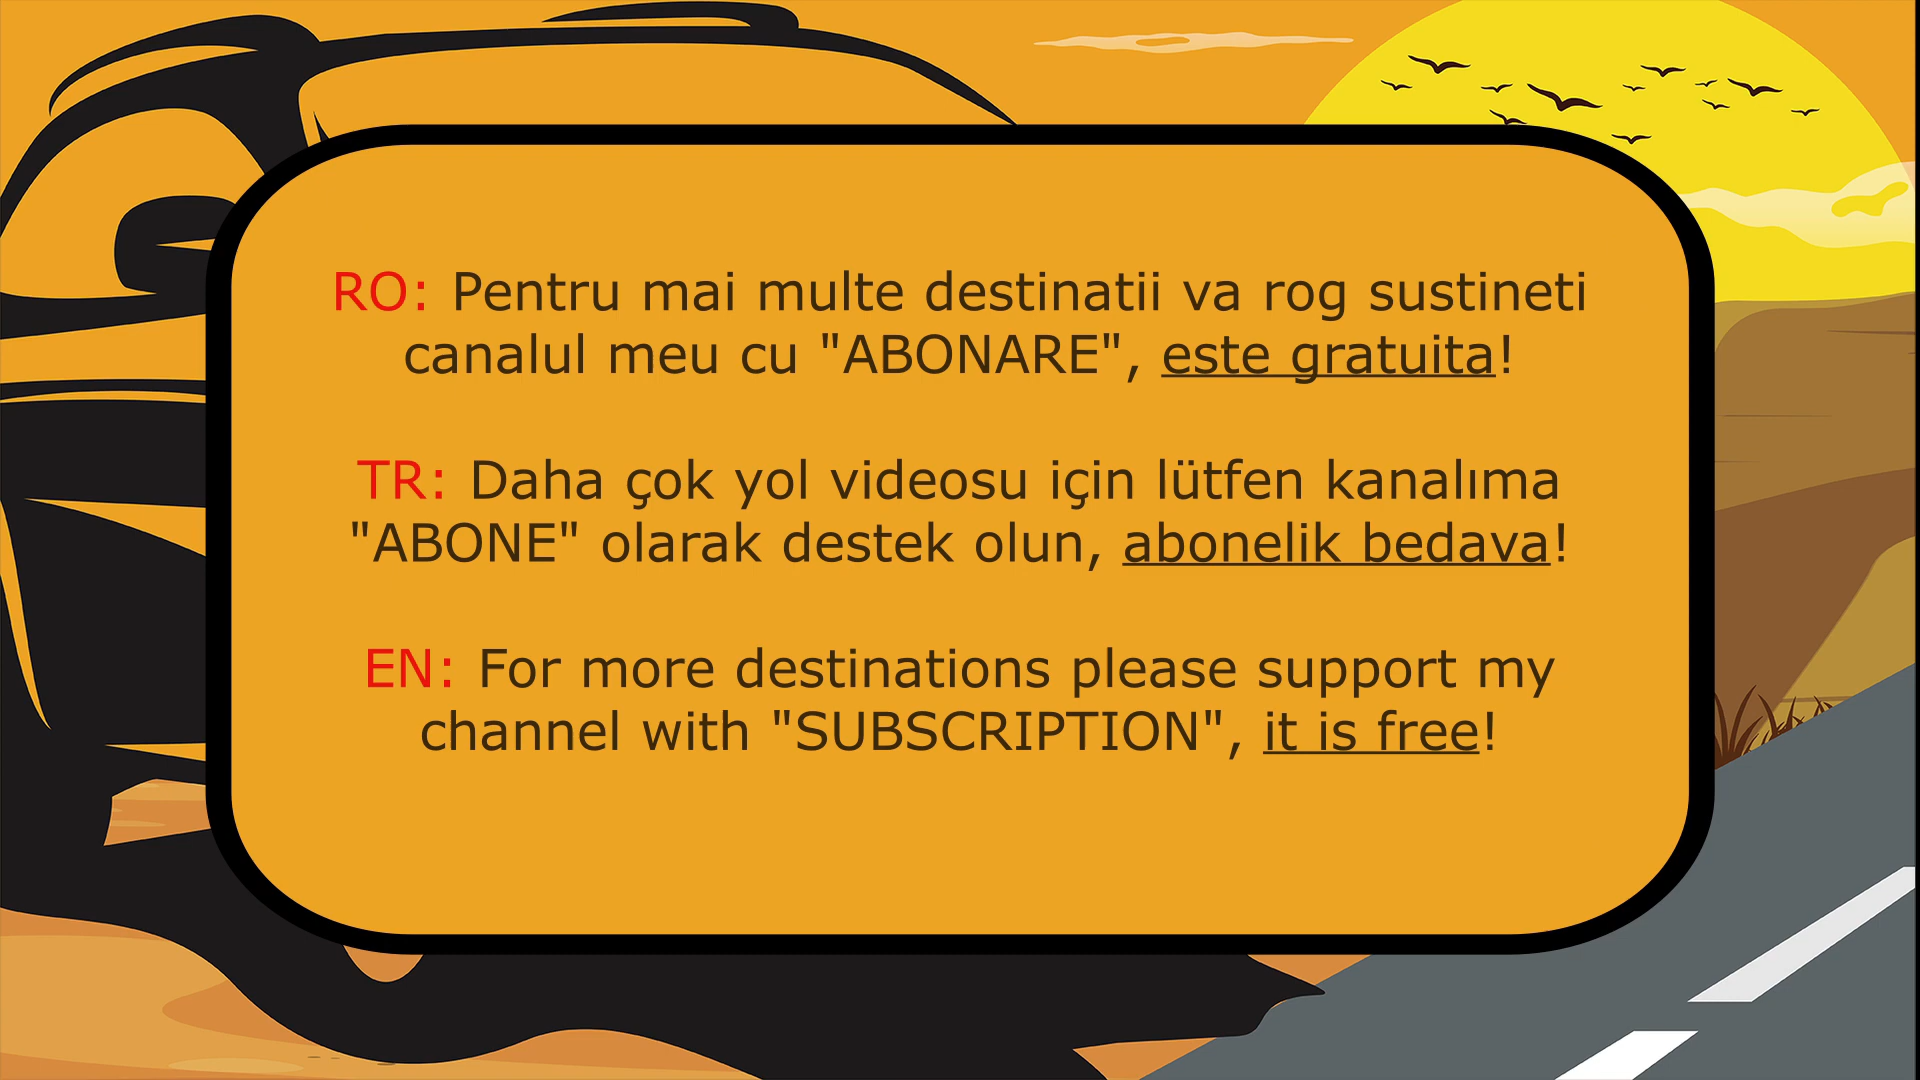 RO: Pentru mai multe destinatii va rog sustineti
canalul meu cu "ABONARE", este gratuita!
TR: Daha çok yol videosu için lütfen kanalıma
"ABONE" olarak destek olun, abonelik bedava!
EN: For more destinations please support my
channel with "SUBSCRIPTION", it is free!